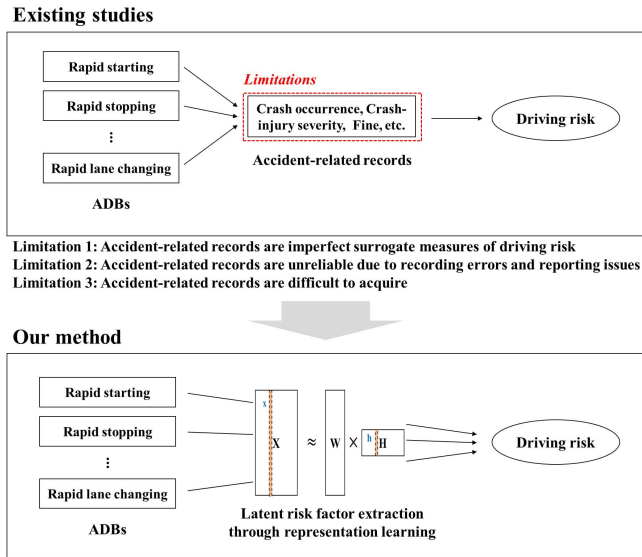 Existing studies
Rapid starting
Rapid stopping
⋮
Rapid lane changing
ADBs
Limitations
Crash occurrence, Crash-
injury severity, Fine, etc.
Accident-related records
Driving risk
Limitation 1: Accident-related records are imperfect surrogate measures of driving risk
Limitation 2: Accident-related records are unreliable due to recording errors and reporting issues
Limitation 3: Accident-related records are difficult to acquire
Our method
Rapid starting
Rapid stopping
⋮
Rapid lane changing
ADBs
x
X ≈ W × h H
Latent risk factor extraction
through representation learning
Driving risk